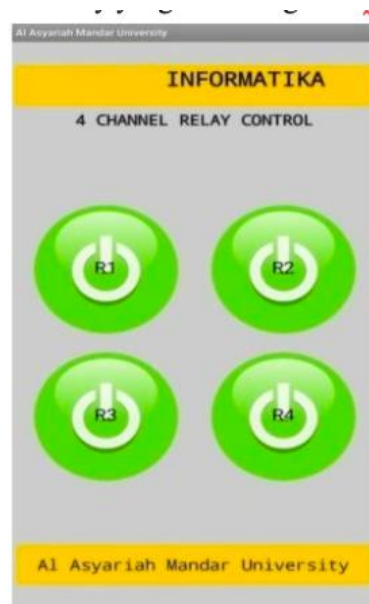 Al Asyariah Mandar University
INFORMATIKA
4 CHANNEL RELAY CONTROL
R1 R2
R3 R4
Al Asyariah Mandar University